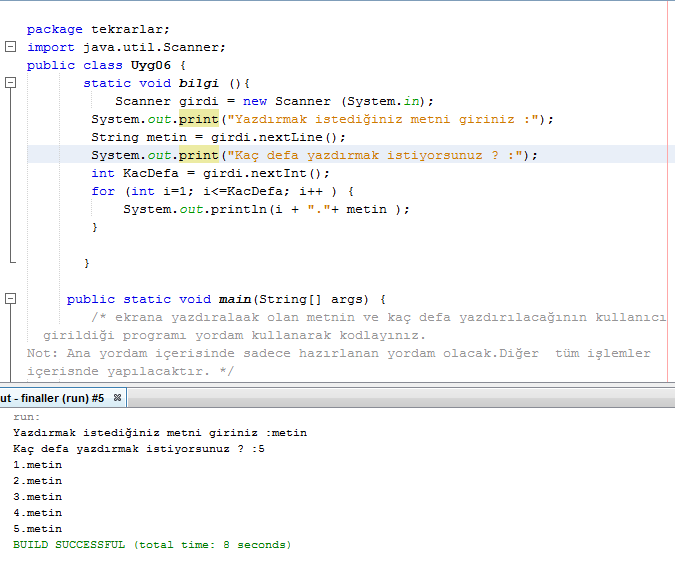 package tekrarlar;
import java.util.Scanner;
public class Uyg06 {
static void bilgi (){
Scanner girdi = new Scanner (System.in);
System.out.print("Yazdırmak istediğiniz metni giriniz :");
String metin = girdi.nextLine();
System.out.print("Kaç defa yazdırmak istiyorsunuz ? :");
int KacDefa = girdi.nextInt();
for (int i=1; i<=KacDefa; i++ ) {
System.out.println(i + "."+ metin );
}
}
public static void main(String[] args) {
/* ekrana yazdıralaak olan metnin ve kaç defa yazdırılacağının kullanıcı
girildiği programı yordam kullanarak kodlayınız.
Not: Ana yordam içerisinde sadece hazırlanan yordam olacak.Diğer tüm işlemler
içerisnde yapılacaktır. */
ut - finaller (run) #5
run:
Yazdırmak istediğiniz metni giriniz :metin
Kaç defa yazdırmak istiyorsunuz ? :5
1.metin
2.metin
3.metin
4.metin
5.metin
BUILD SUCCESSFUL (total time: 8 seconds)